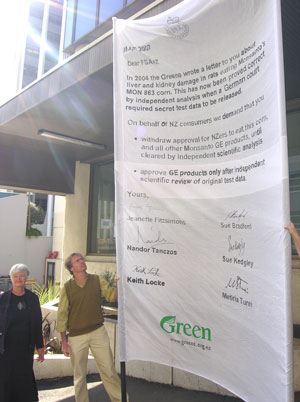 Dear FSANZ
In 2004 the Greens wrote a letter to you about
liver and kidney damage in rats eating Monsanto's
MON 863 corn. This has now been proved correct,
by independent analysis when a German court
required secret test data to be released.
On behalf of NZ consumers we demand that you
• withdraw approval for NZers to eat this corn,
and all other Monsanto GE products, until
cleared by independent scientific analysis
• approve GE products only after independent
scientific review of original test data.
Yours,
Jeanette Fitzsimons
Sue Bradford
Nandor Tanczos
Sue Kedgley
Keith Locke
Metiria Turei
Green
www.greens.org.nz